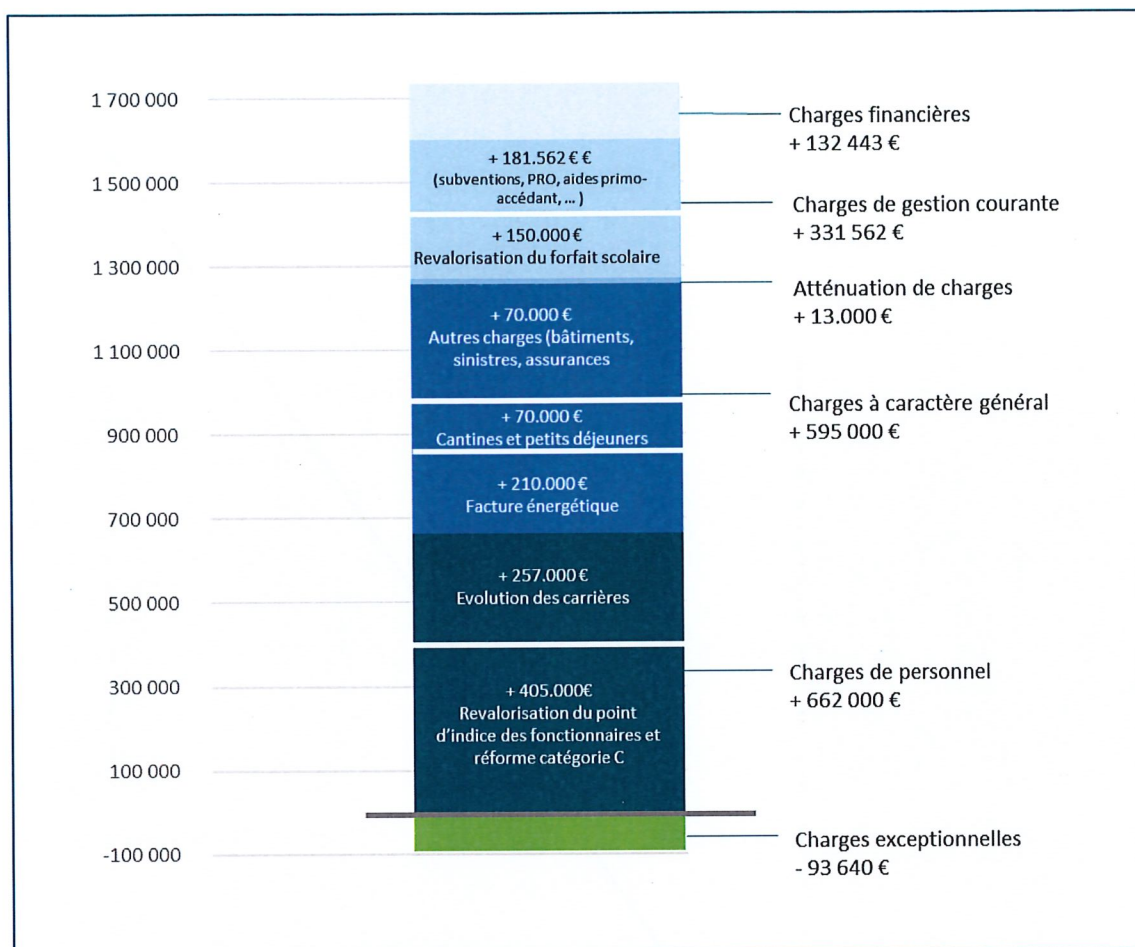 1 700 000
1 500 000
1 300 000
1 100 000
900 000
700 000
500 000
300 000
100 000
-100 000
+ 181.562 € €
(subventions, PRO, aides primo-
accédant, ... )
+ 150.000 €
Revalorisation du forfait scolaire
+ 70.000 €
Autres charges (bâtiments,
sinistres, assurances
+ 70.000 €
Cantines et petits déjeuners
+ 210.000 €
Facture énergétique
+ 257.000 €
Evolution des carrières
+ 405.000€
Revalorisation du point
d'indice des fonctionnaires et
réforme catégorie C
Charges financières
+ 132 443 €
Charges de gestion courante
+ 331 562 €
Atténuation de charges
+ 13.000 €
Charges à caractère général
+ 595 000 €
Charges de personnel
+ 662 000 €
Charges exceptionnelles
- 93 640 €